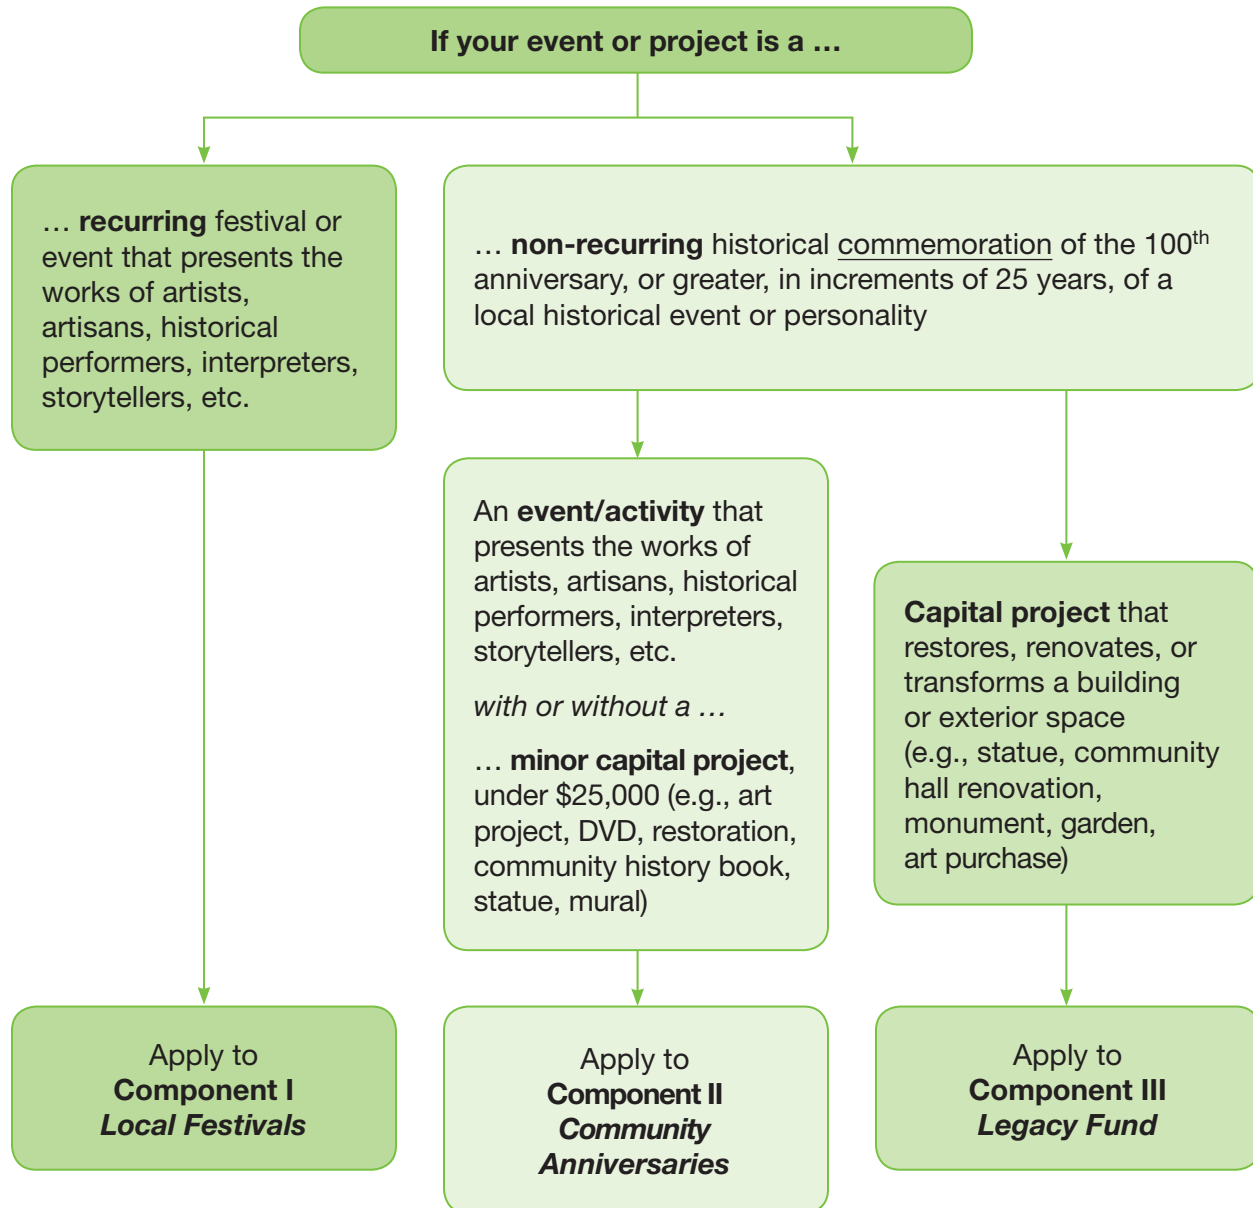 If your event or project is a …
… recurring festival or
event that presents the
works of artists,
artisans, historical
performers, interpreters,
storytellers, etc.
… non-recurring historical commemoration of the 100th
anniversary, or greater, in increments of 25 years, of a
local historical event or personality
An event/activity that
presents the works of
artists, artisans, historical
performers, interpreters,
storytellers, etc.
with or without a …
… minor capital project,
under $25,000 (e.g., art
project, DVD, restoration,
community history book,
statue, mural)
Capital project that
restores, renovates, or
transforms a building
or exterior space
(e.g., statue, community
hall renovation,
monument, garden,
art purchase)
Apply to
Component I
Local Festivals
Apply to
Component II
Community
Anniversaries
Apply to
Component III
Legacy Fund